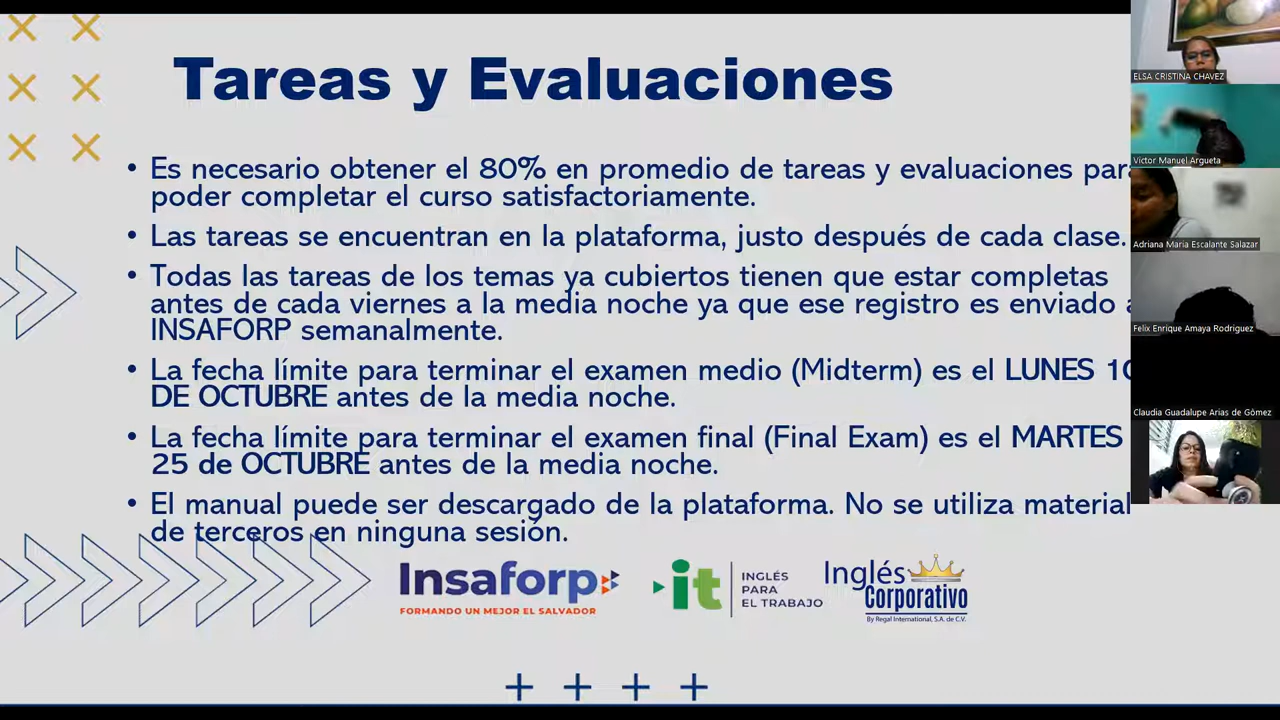 Tareas y Evaluaciones
• Es necesario obtener el 80% en promedio de tareas y evaluaciones para
poder completar el curso satisfactoriamente.
• Las tareas se encuentran en la plataforma, justo después de cada clase.
• Todas las tareas de los temas ya cubiertos tienen que estar completas
antes de cada viernes a la media noche ya que ese registro es enviado a
INSAFORP semanalmente.
• La fecha límite para terminar el examen medio (Midterm) es el LUNES 10
DE OCTUBRE antes de la media noche.
• La fecha límite para terminar el examen final (Final Exam) es el MARTES
25 de OCTUBRE antes de la media noche.
• El manual puede ser descargado de la plataforma. No se utiliza material
de terceros en ninguna sesión.
Insaforp
FORMANDO UN MEJOR EL SALVADOR
it
INGLÉS
PARA
EL TRABAJO
Inglés
Corporativo
By Regal International, S.A. de C.V.
ELSA CRISTINA CHAVEZ
Víctor Manuel Argueta
Adriana María Escalante Salazar
Felix Enrique Amaya Rodriguez
Claudia Guadalupe Arias de Gómez